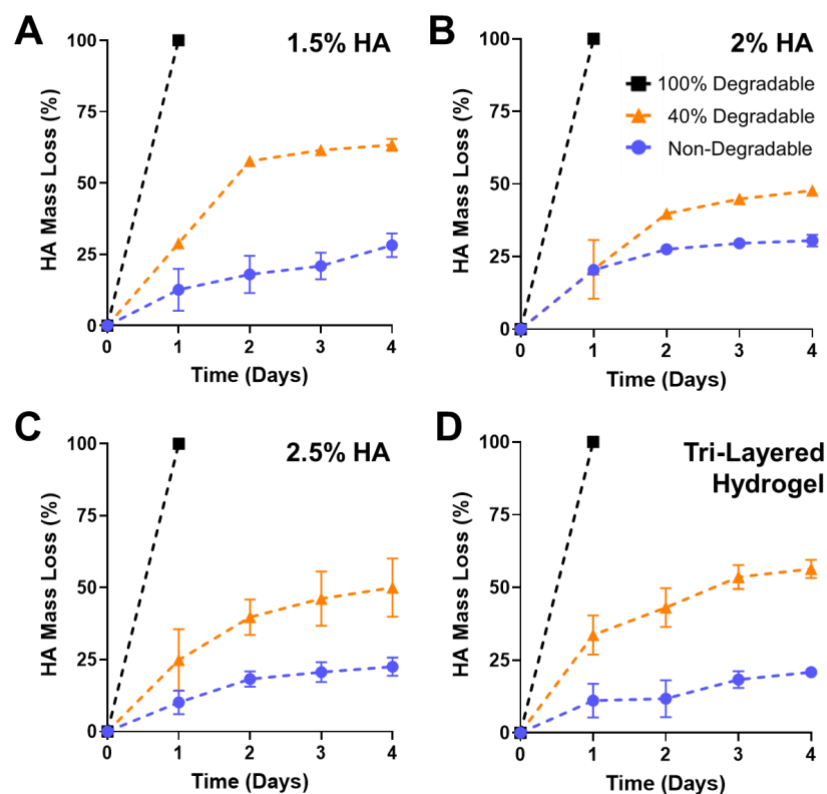 A
1.5% HA
HA Mass Loss (%)
100
75
50
25
0
0 1 2 3 4
Time (Days)
B
2% HA
100% Degradable
40% Degradable
Non-Degradable
HA Mass Loss (%)
100
75
50
25
0
0 1 2 3 4
Time (Days)
C
2.5% HA
HA Mass Loss (%)
100
75
50
25
0
0 1 2 3 4
Time (Days)
D
Tri-Layered
Hydrogel
HA Mass Loss (%)
100
75
50
25
0
0 1 2 3 4
Time (Days)